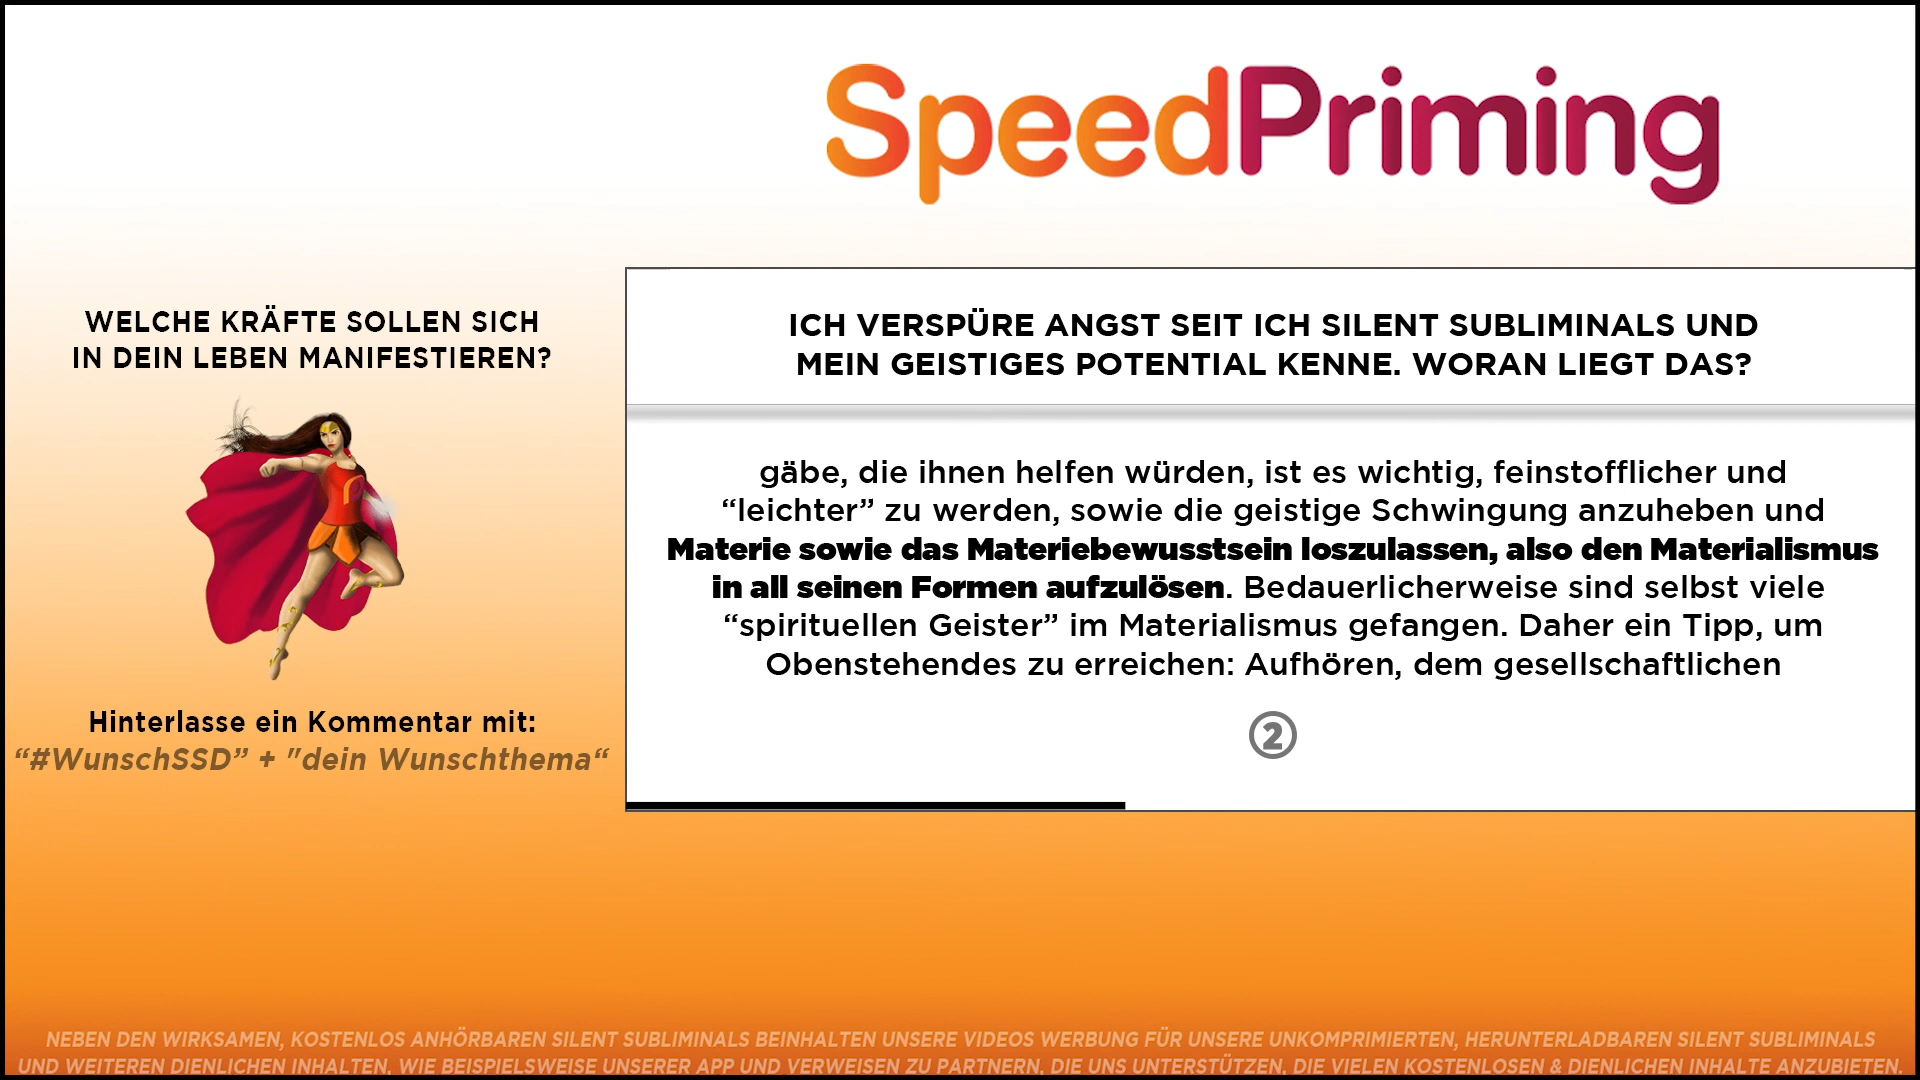 SpeedPriming
WELCHE KRÄFTE SOLLEN SICH
IN DEIN LEBEN MANIFESTIEREN?
Hinterlasse ein Kommentar mit:
“#WunschSSD” + "dein Wunschthema“
ICH VERSPÜRE ANGST SEIT ICH SILENT SUBLIMINALS UND
MEIN GEISTIGES POTENTIAL KENNE. WORAN LIEGT DAS?
gäbe, die ihnen helfen würden, ist es wichtig, feinstofflicher und
“leichter” zu werden, sowie die geistige Schwingung anzuheben und
Materie sowie das Materiebewusstsein loszulassen, also den Materialismus
in all seinen Formen aufzulösen. Bedauerlicherweise sind selbst viele
“spirituellen Geister” im Materialismus gefangen. Daher ein Tipp, um
Obenstehendes zu erreichen: Aufhören, dem gesellschaftlichen
2
NEBEN DEN WIRKSAMEN, KOSTENLOS ANHÖRBAREN SILENT SUBLIMINALS BEINHALTEN UNSERE VIDEOS WERBUNG FÜR UNSERE UNKOMPRIMIERTEN, HERUNTERLADBAREN SILENT SUBLIMINALS
UND WEITEREN DIENLICHEN INHALTEN, WIE BEISPIELSWEISE UNSERER APP UND VERWEISEN ZU PARTNERN, DIE UNS UNTERSTÜTZEN, DIE VIELEN KOSTENLOSEN & DIENLICHEN INHALTE ANZUBIETEN.